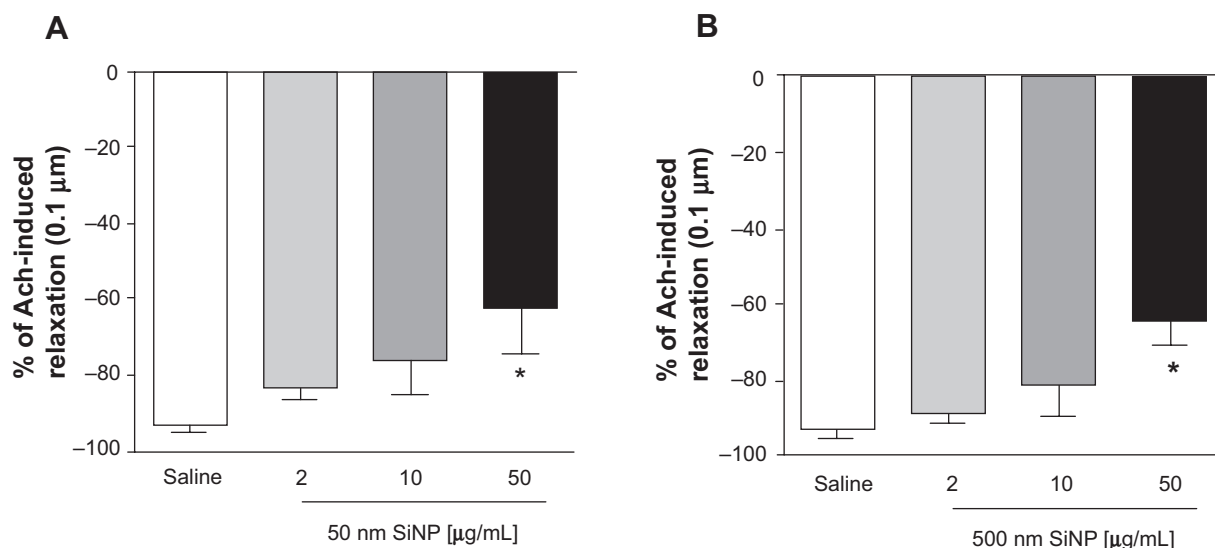 A
% of Ach-induced
relaxation (0.1 μm)
0
–20
–40
–60
–80
–100
*
Saline
2
10
50
50 nm SiNP [μg/mL]
B
% of Ach-induced
relaxation (0.1 μm)
0
–20
–40
–60
–80
–100
*
Saline
2
10
50
500 nm SiNP [μg/mL]